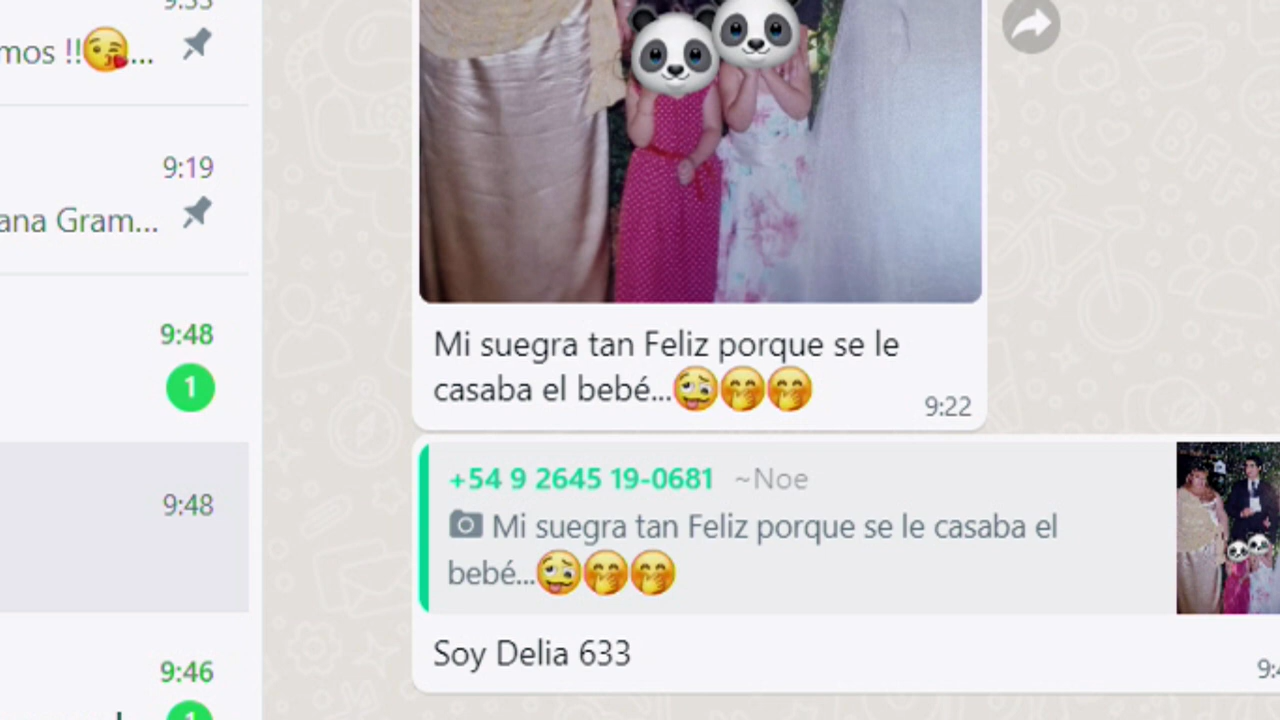 mos !!😘...
9:19
ana Gram...
9:48
1
9:48
9:46
Mi suegra tan Feliz porque se le
casaba el bebé...🥴🤭🤭
9:22
+54 9 2645 19-0681 ~Noe
Mi suegra tan Feliz porque se le casaba el
bebé...🥴🤭🤭
Soy Delia 633